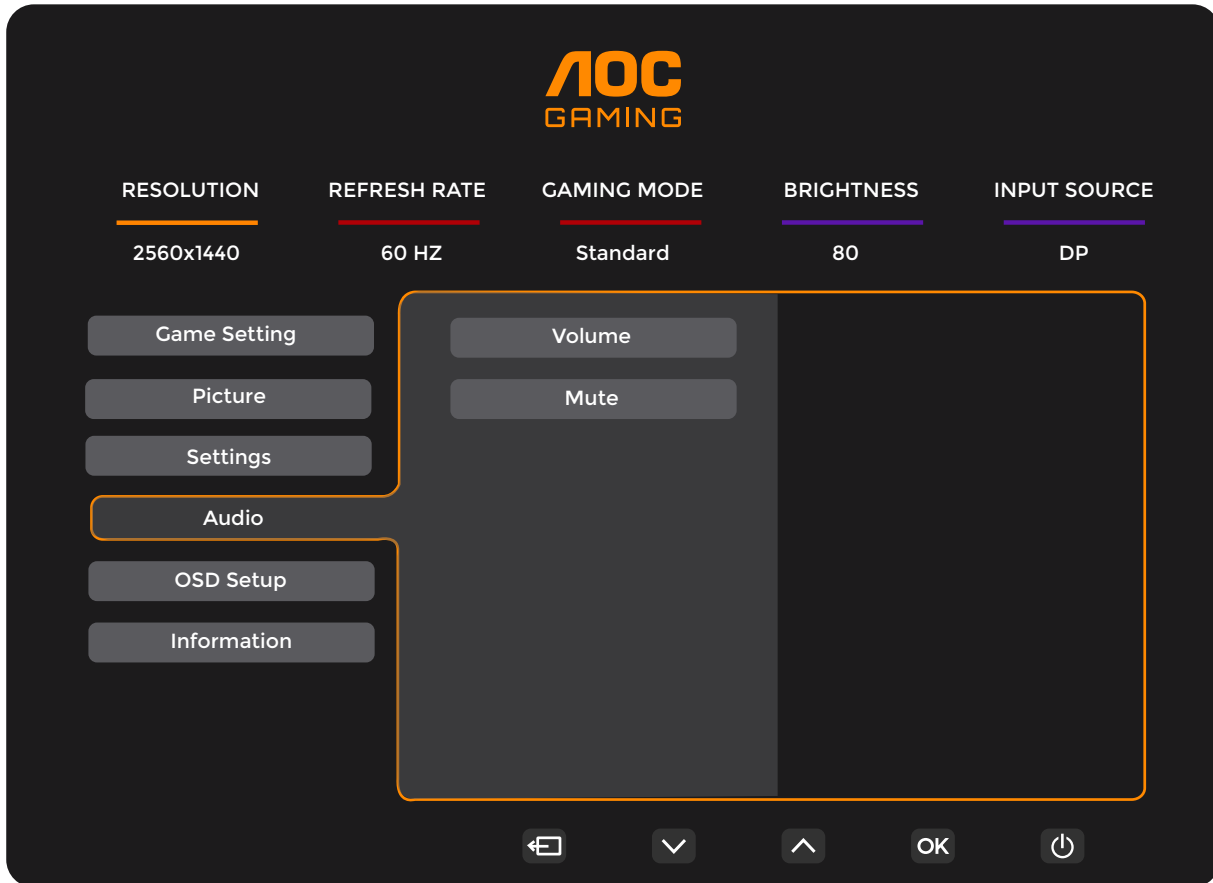 AOC
GAMING
RESOLUTION REFRESH RATE GAMING MODE BRIGHTNESS INPUT SOURCE
2560x1440 60 HZ Standard 80 DP
Game Setting Volume
Picture Mute
Settings
Audio
OSD Setup
Information
OK